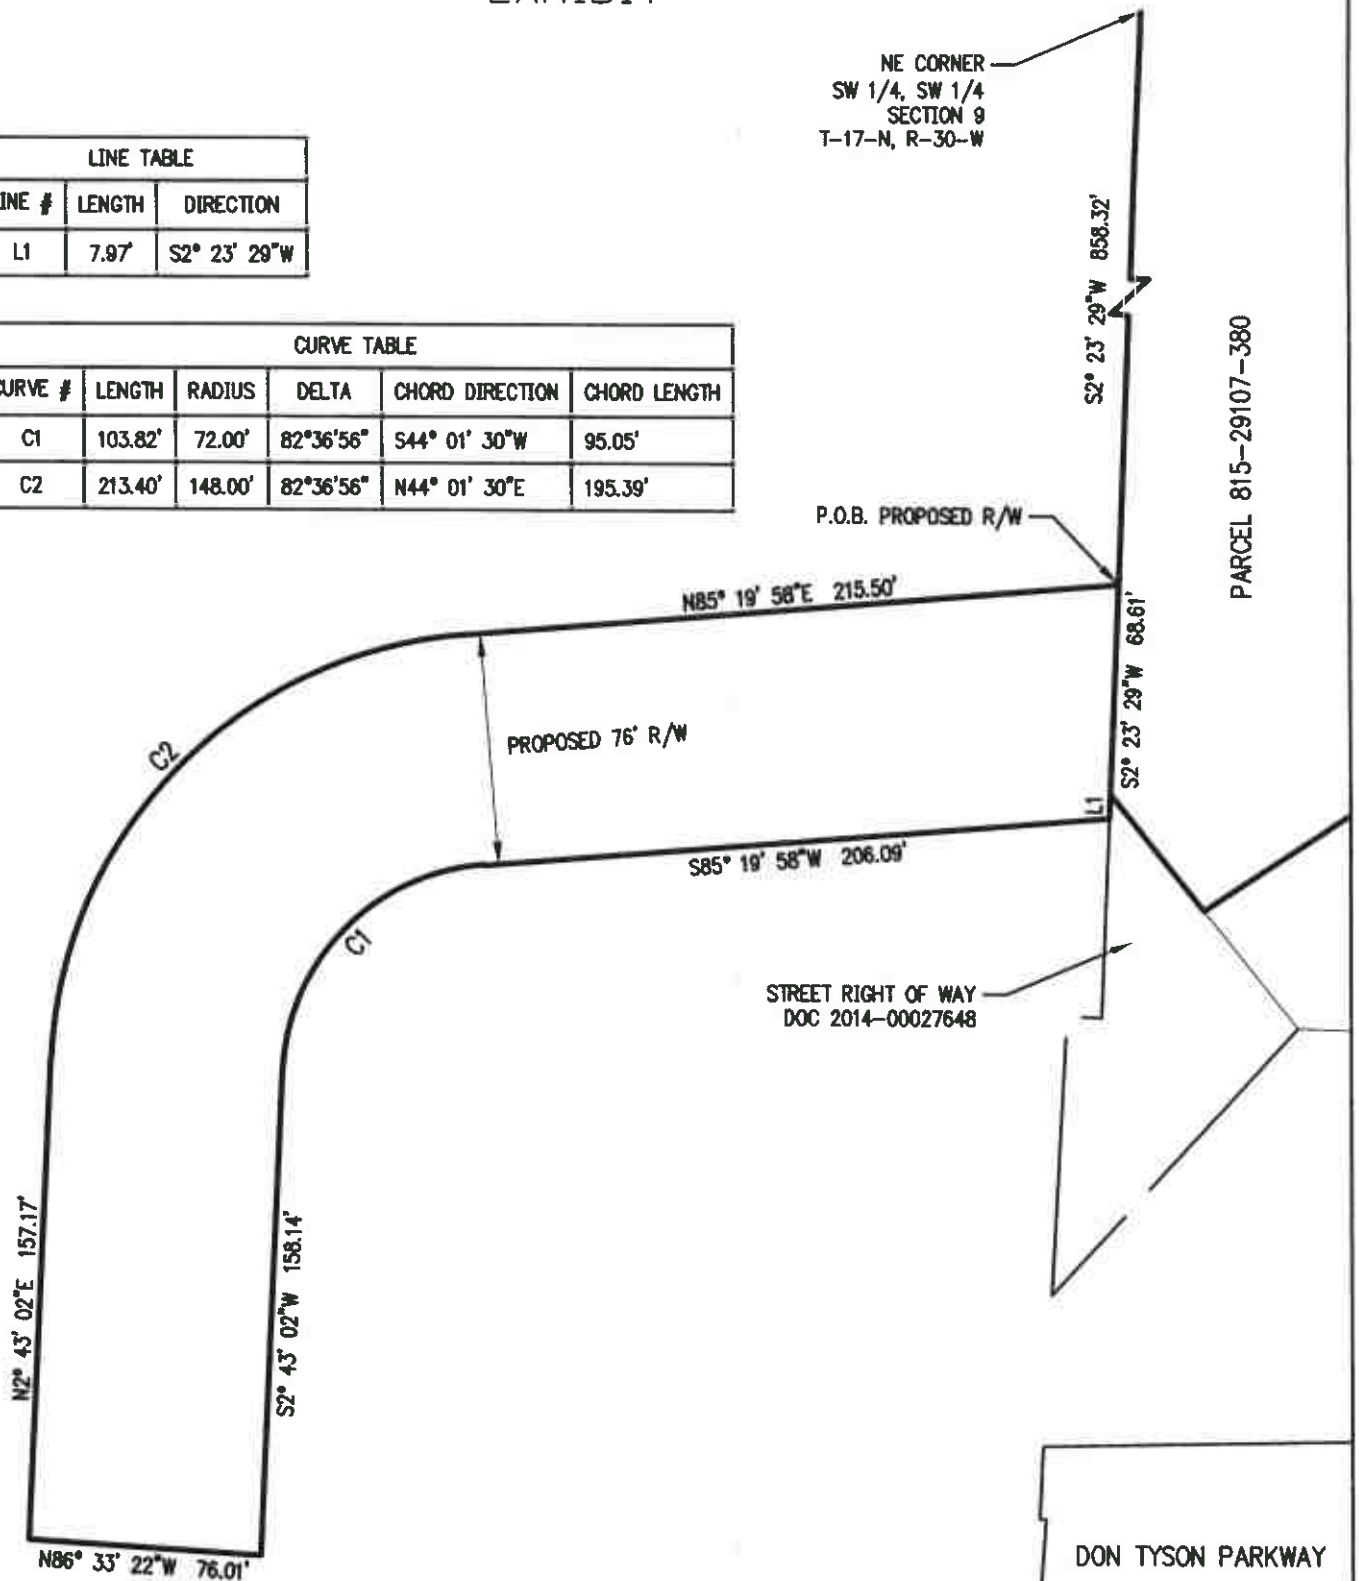 NE CORNER
SW 1/4, SW 1/4
SECTION 9
T-17-N, R-30-W
LINE TABLE
LENGTH DIRECTION
L1 7.97' S2° 23' 29"W
S2° 23' 29"W 858.32'
PARCEL 815-29107-380
CURVE TABLE
CURVE # LENGTH RADIUS DELTA CHORD DIRECTION CHORD LENGTH
C1 103.82' 72.00' 82°36'56" S44° 01' 30"W 95.05'
C2 213.40' 148.00' 82°36'56" N44° 01' 30"E 195.39'
P.O.B. PROPOSED R/W
N85° 19' 58"E 215.50'
S2° 23' 29"W 68.61'
PROPOSED 76' R/W
C2
L1
S85° 19' 58"W 206.09'
C1
STREET RIGHT OF WAY
DOC 2014-00027648
N2° 43' 02"E 157.17'
S2° 43' 02"W 158.14'
N86° 33' 22"W 76.01'
DON TYSON PARKWAY